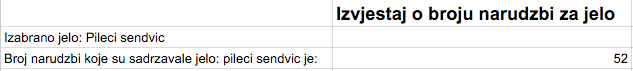 Izvjestaj o broju narudzbi za jelo
Izabrano jelo: Pileci sendvic
Broj narudzbi koje su sadrzavale jelo: pileci sendvic je: 52